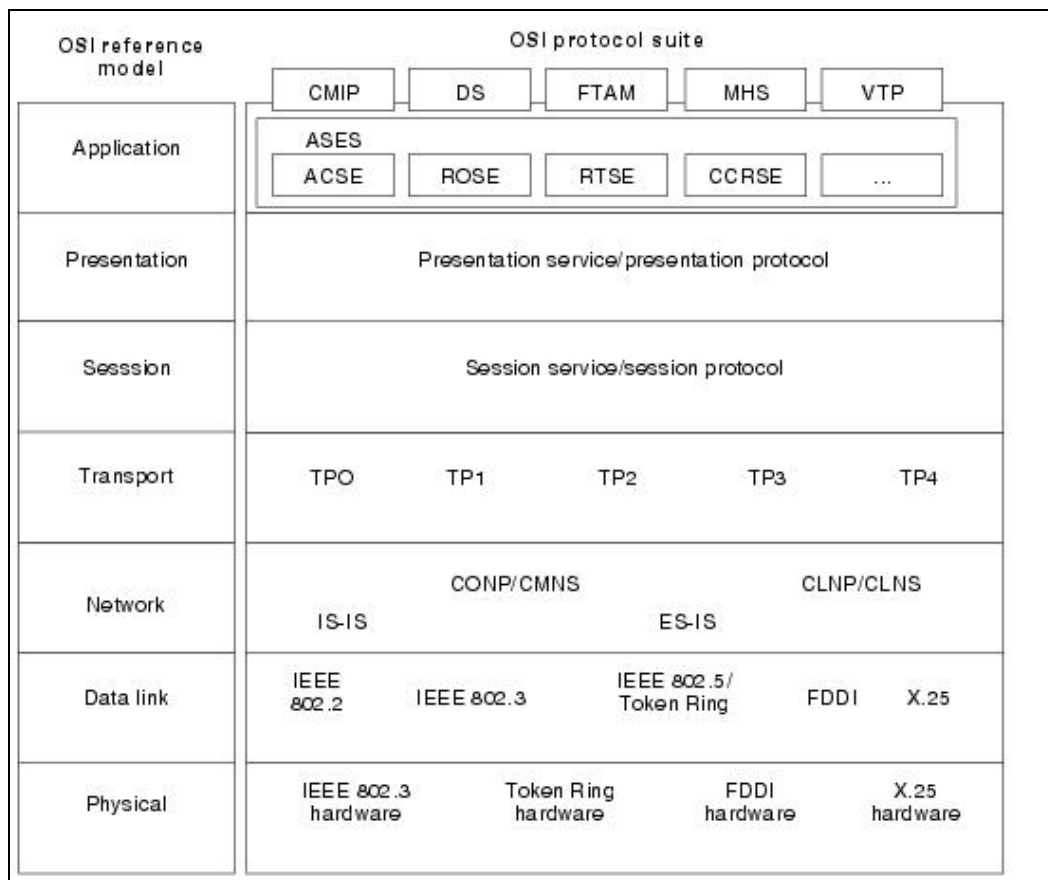 OSI reference
model
OSI protocol suite
CMIP DS FTAM MHS VTP
Application
ASES
ACSE ROSE RTSE CCRSE ...
Presentation
Presentation service/presentation protocol
Sesssion
Session service/session protocol
Transport
TPO TP1 TP2 TP3 TP4
Network
CONP/CMNS CLNP/CLNS
IS-IS ES-IS
Data link
IEEE
802.2
IEEE 802.3
IEEE 802.5/
Token Ring
FDDI
X.25
Physical
IEEE 802.3
hardware
Token Ring
hardware
FDDI
hardware
X.25
hardware